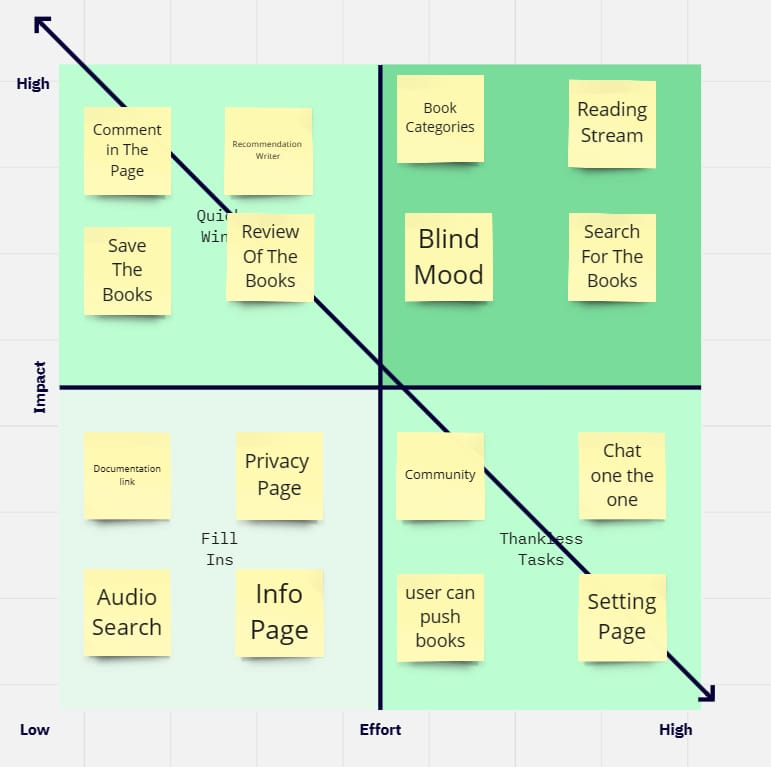 High
Comment
in The
Page
Recommendation
Writer
Book
Categories
Reading
Stream
Save
The
Books
Review
Of The
Books
Blind
Mood
Search
For The
Books
Impact
Documentation
link
Privacy
Page
Community
Chat
one the
one
Fill
Ins
Thankless
Tasks
Audio
Search
Info
Page
user can
push
books
Setting
Page
Low
Effort
High